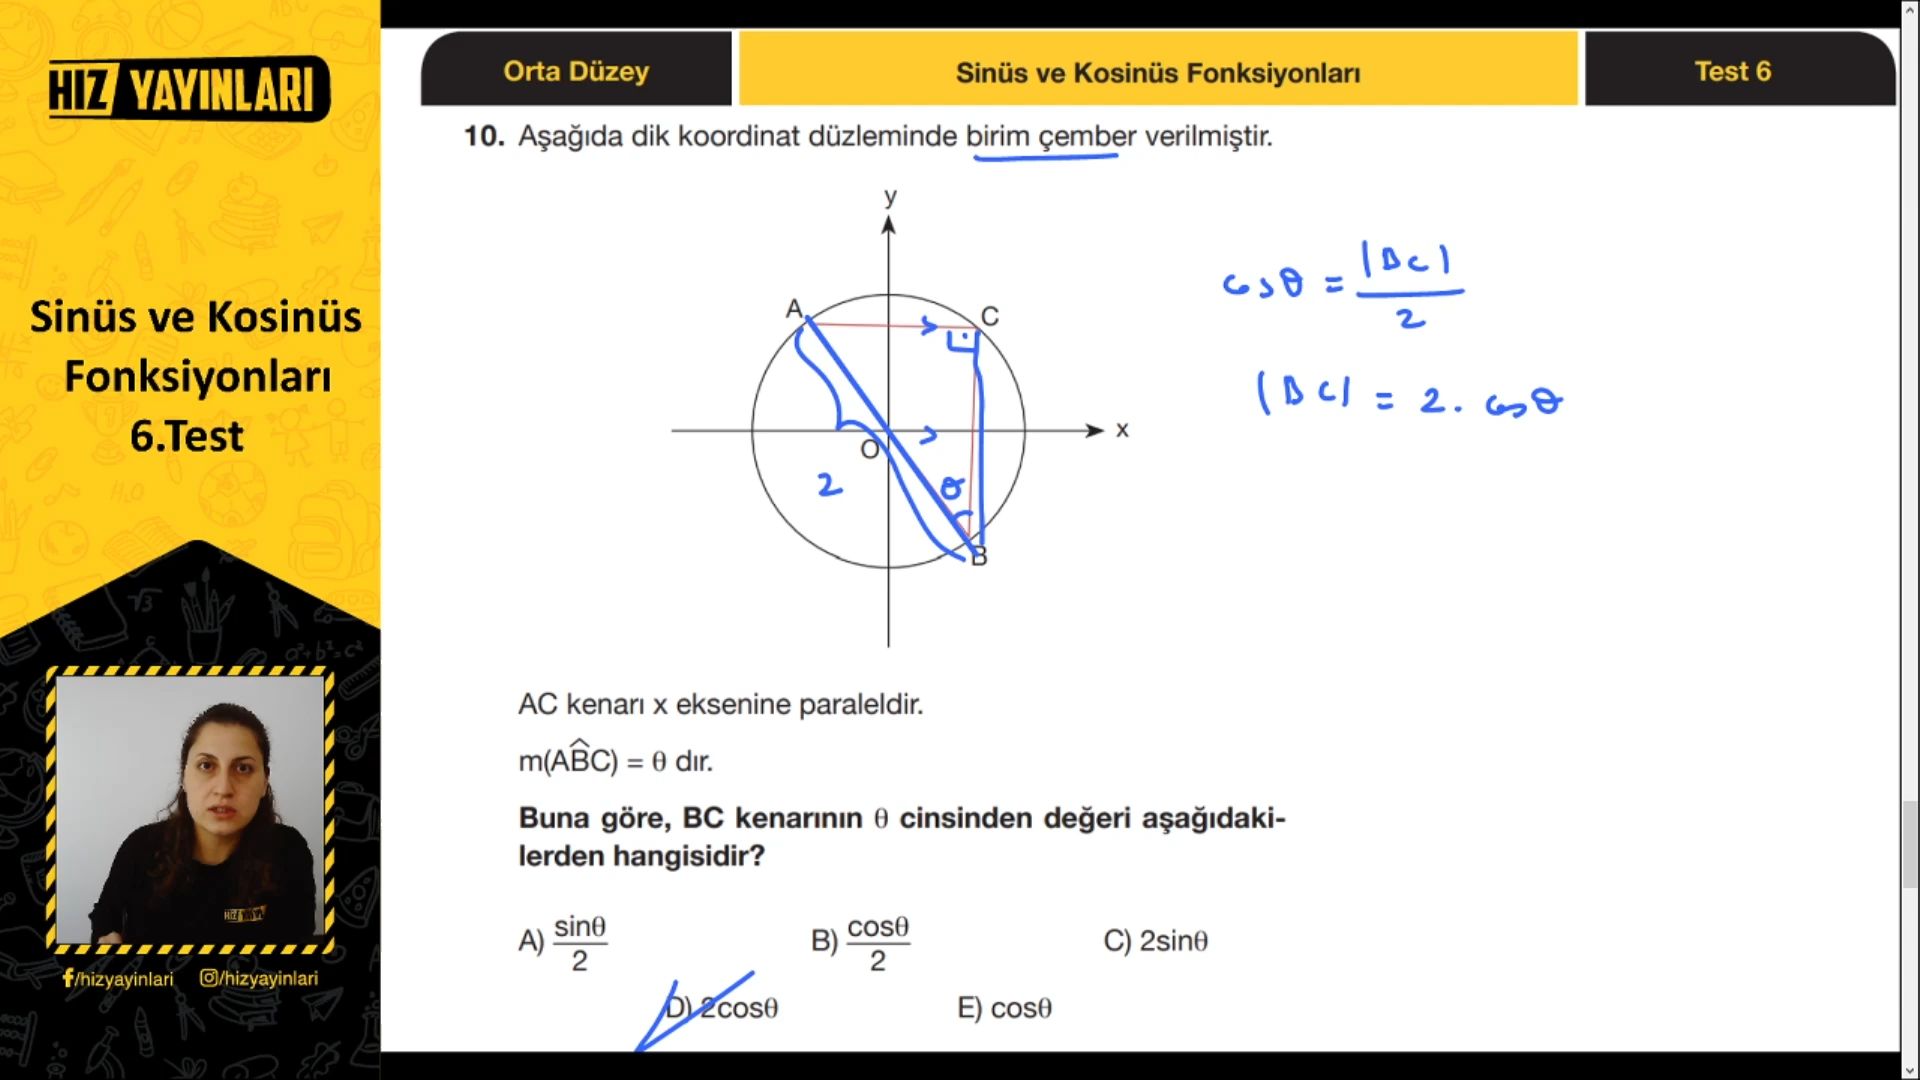 HIZ YAYINLARI
Sinüs ve Kosinüs
Fonksiyonları
6.Test
HIZ YAY
f/hizyayinlari /hizyayinlari
Orta Düzey
Sinüs ve Kosinüs Fonksiyonları
Test 6
10. Aşağıda dik koordinat düzleminde birim çember verilmiştir.
y
A
C
x
O
2
θ
B
cosθ = |BC| / 2
|BC| = 2. cosθ
AC kenarı x eksenine paraleldir.
m(ABC) = θ dır.
Buna göre, BC kenarının θ cinsinden değeri aşağıdaki-
lerden hangisidir?
A) sinθ/2 B) cosθ/2 C) 2sinθ
D) 2cosθ E) cosθ